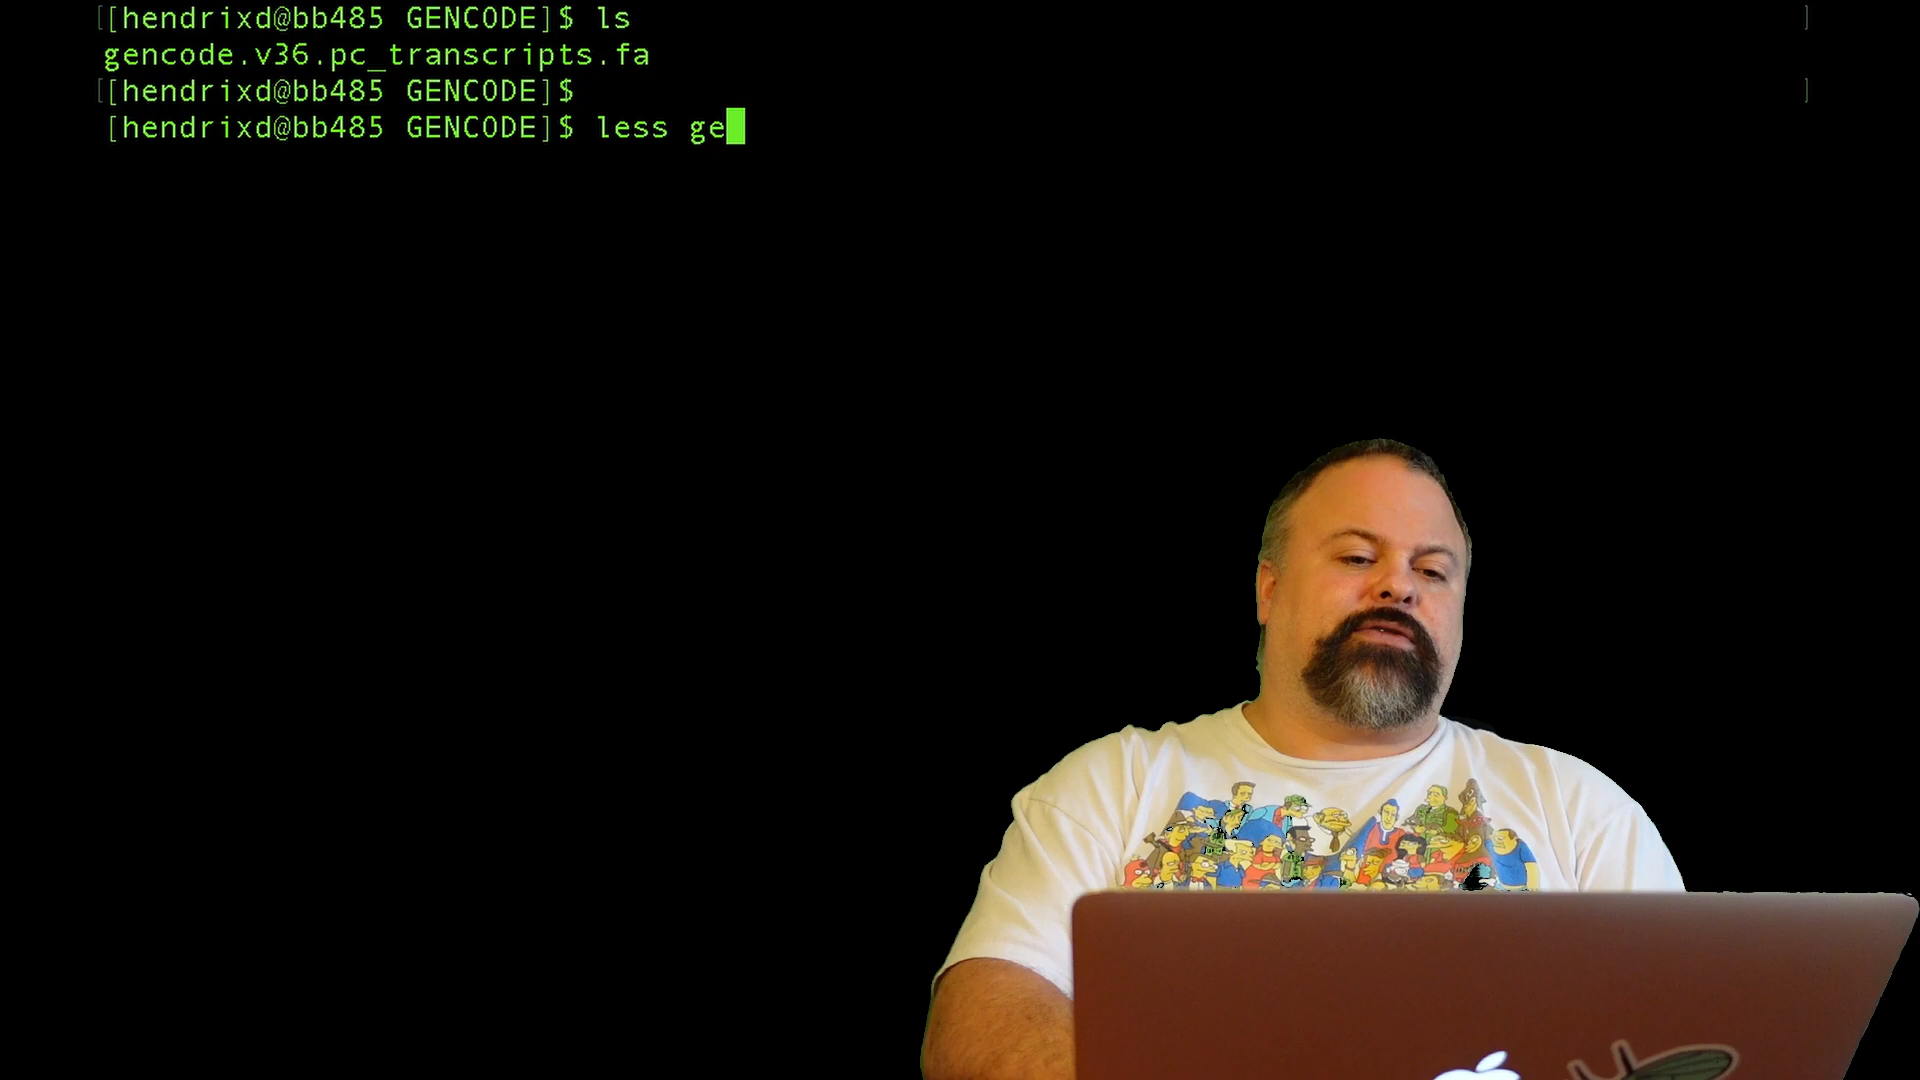 [[hendrixd@bb485 GENCODE]$ ls ]
gencode.v36.pc_transcripts.fa
[[hendrixd@bb485 GENCODE]$ ]
[hendrixd@bb485 GENCODE]$ less ge